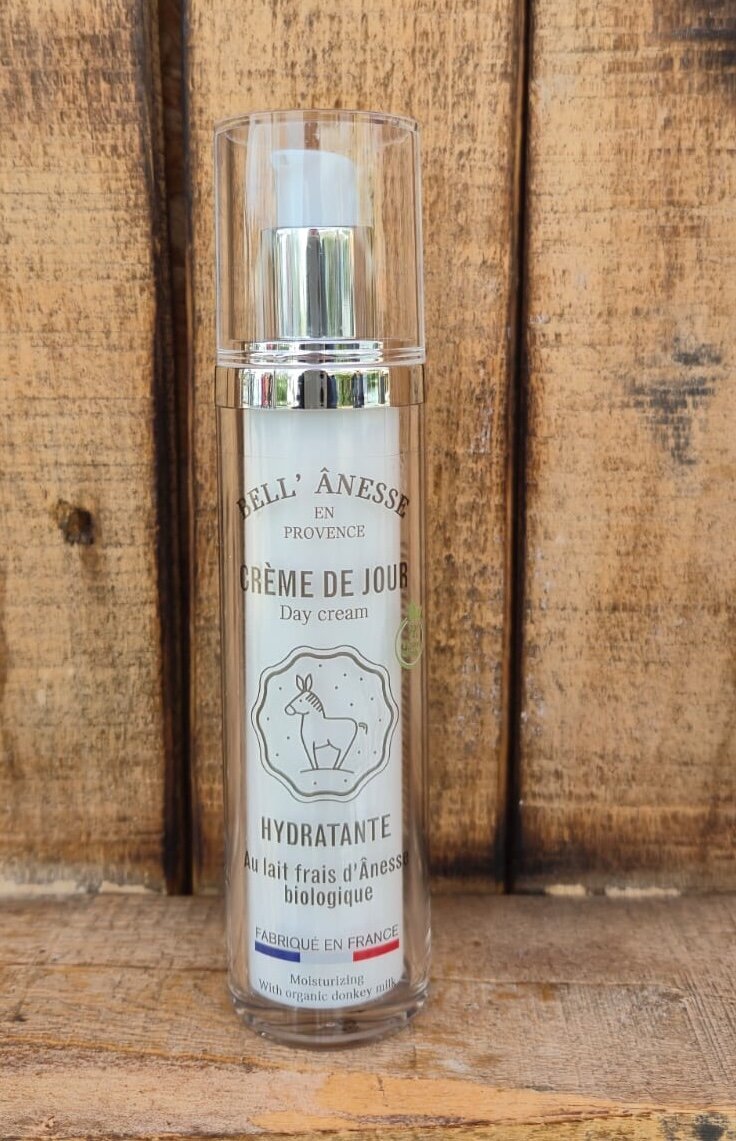 BELL' ÂNESSE
EN
PROVENCE
CRÈME DE JOUR
Day cream
HYDRATANTE
Au lait frais d'Ânesse
biologique
FABRIQUÉ EN FRANCE
Moisturizing
With organic donkey milk